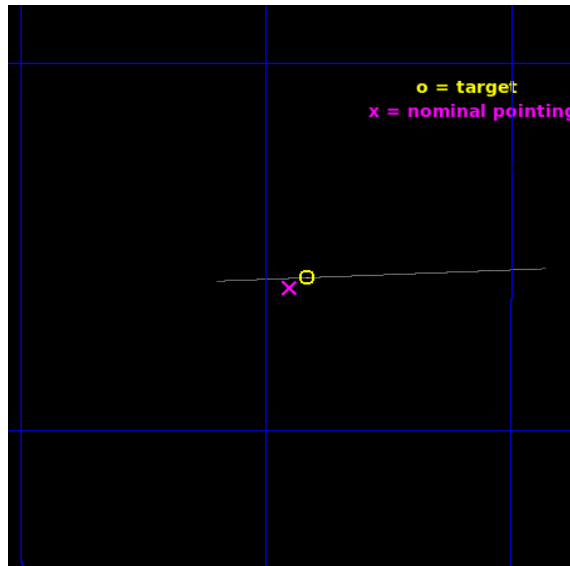 o = target
x = nominal pointing